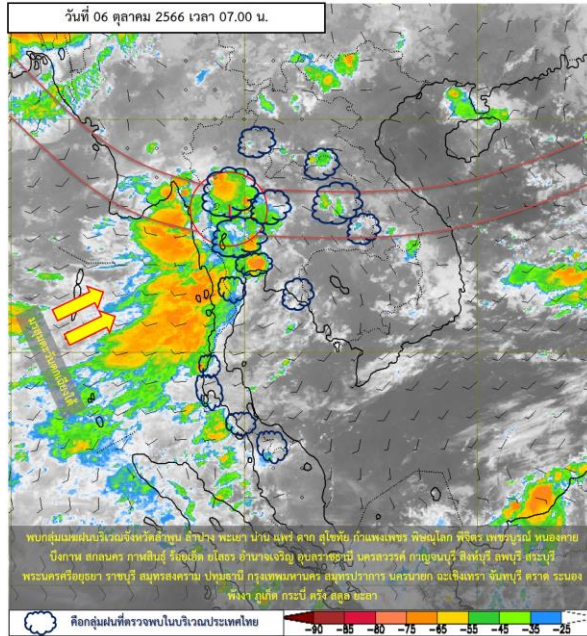 วันที่ 06 ตุลาคม 2566 เวลา 07.00 น.
มรสุมตะวันตกเฉียงใต้
L
พบกลุ่มเมฆฝนบริเวณจังหวัดลำพูน ลำปาง พะเยา น่าน แพร่ ตาก สุโขทัย กำแพงเพชร พิษณุโลก พิจิตร เพชรบูรณ์ หนองคาย
บึงกาฬ สกลนคร กาฬสินธุ์ ร้อยเอ็ด ยโสธร อำนาจเจริญ อุบลราชธานี นครสวรรค์ กาญจนบุรี สิงห์บุรี ลพบุรี สระบุรี
พระนครศรีอยุธยา ราชบุรี สมุทรสงคราม ปทุมธานี กรุงเทพมหานคร สมุทรปราการ นครนายก ฉะเชิงเทรา จันทบุรี ตราด ระนอง
พังงา ภูเก็ต กระบี่ ตรัง สตูล ยะลา
คือกลุ่มฝนที่ตรวจพบในบริเวณประเทศไทย
-90 -80 -75 -65 -55 -45 -35 -25